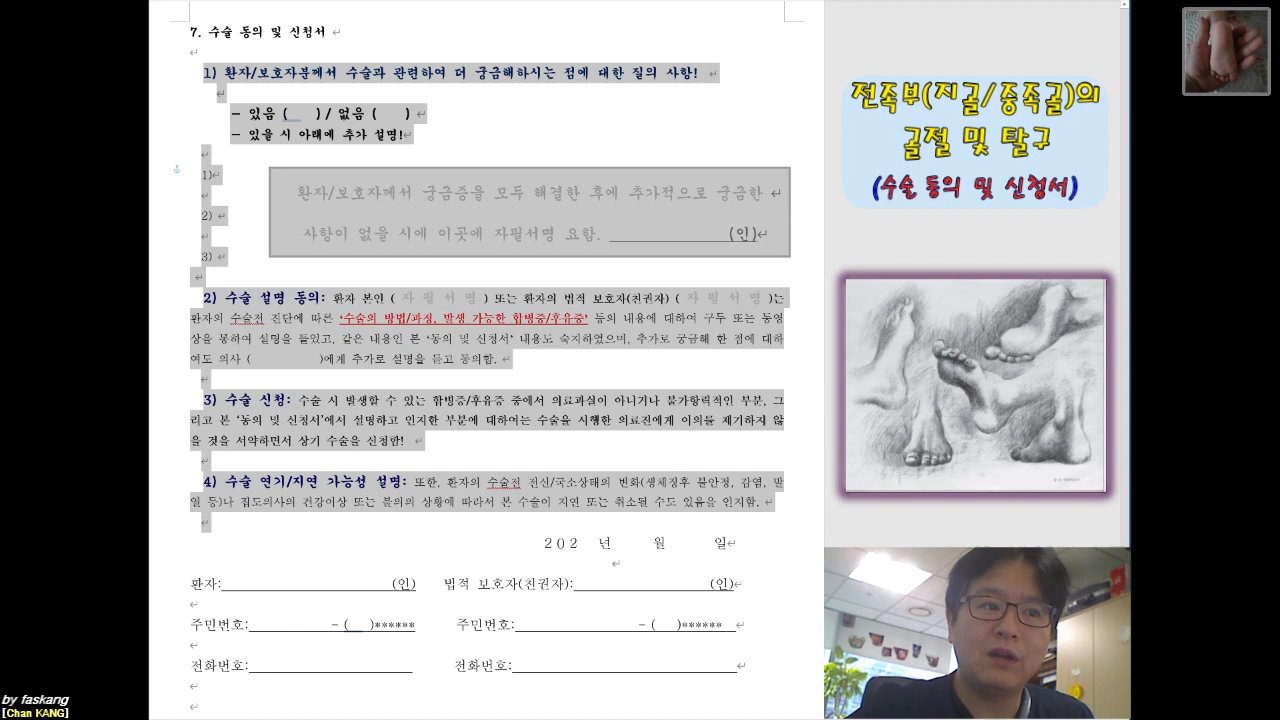 7. 수술 동의 및 신청서
1) 환자/보호자분께서 수술과 관련하여 더 궁금해하시는 점에 대한 질의 사항!
- 있음 ( ) / 없음 ( )
- 있을 시 아래에 추가 설명!
1)
환자/보호자께서 궁금증을 모두 해결한 후에 추가적으로 궁금한
2)
사항이 없을 시에 이곳에 자필서명 요함. (인)
3)
2) 수술 설명 동의: 환자 본인 ( 자 필 서 명 ) 또는 환자의 법적 보호자(친권자) ( 자 필 서 명 )는
환자의 수술전 진단에 따른 '수술의 방법/과정, 발생 가능한 합병증/후유증' 등의 내용에 대하여 구두 또는 동영
상을 통하여 설명을 들었고, 같은 내용인 본 '동의 및 신청서' 내용도 숙지하였으며, 추가로 궁금해 한 점에 대하
여도 의사 ( )에게 추가로 설명을 듣고 동의함.
3) 수술 신청: 수술 시 발생할 수 있는 합병증/후유증 중에서 의료과실이 아니거나 불가항력적인 부분, 그
리고 본 '동의 및 신청서'에서 설명하고 인지한 부분에 대하여는 수술을 시행한 의료진에게 이의를 제기하지 않
을 것을 서약하면서 상기 수술을 신청함!
4) 수술 연기/지연 가능성 설명: 또한, 환자의 수술전 전신/국소상태의 변화(생체징후 불안정, 감염, 발
열 등)나 집도의사의 건강이상 또는 불의의 상황에 따라서 본 수술이 지연 또는 취소될 수도 있음을 인지함.
202 년 월 일
환자: (인) 법적 보호자(친권자): (인)
주민번호: - ( )****** 주민번호: - ( )******
전화번호: 전화번호:
전족부(지골/중족골)의
골절 및 탈구
(수술 동의 및 신청서)
by faskang
[Chan KANG]